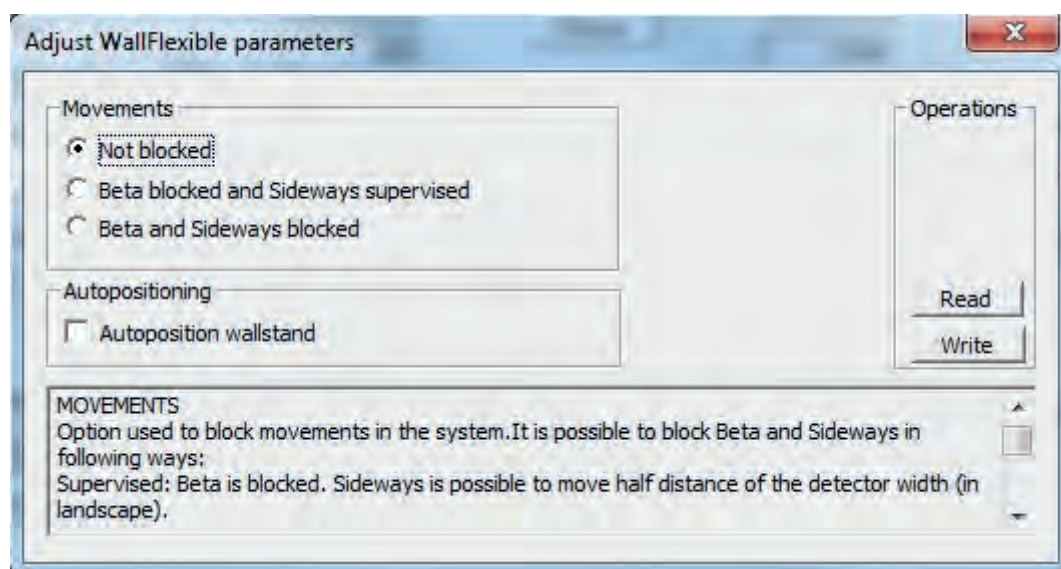 Adjust WallFlexible parameters
Movements
Not blocked
Beta blocked and Sideways supervised
Beta and Sideways blocked
Autopositioning
Autoposition wallstand
Operations
Read
Write
MOVEMENTS
Option used to block movements in the system.It is possible to block Beta and Sideways in
following ways:
Supervised: Beta is blocked. Sideways is possible to move half distance of the detector width (in
landscape).